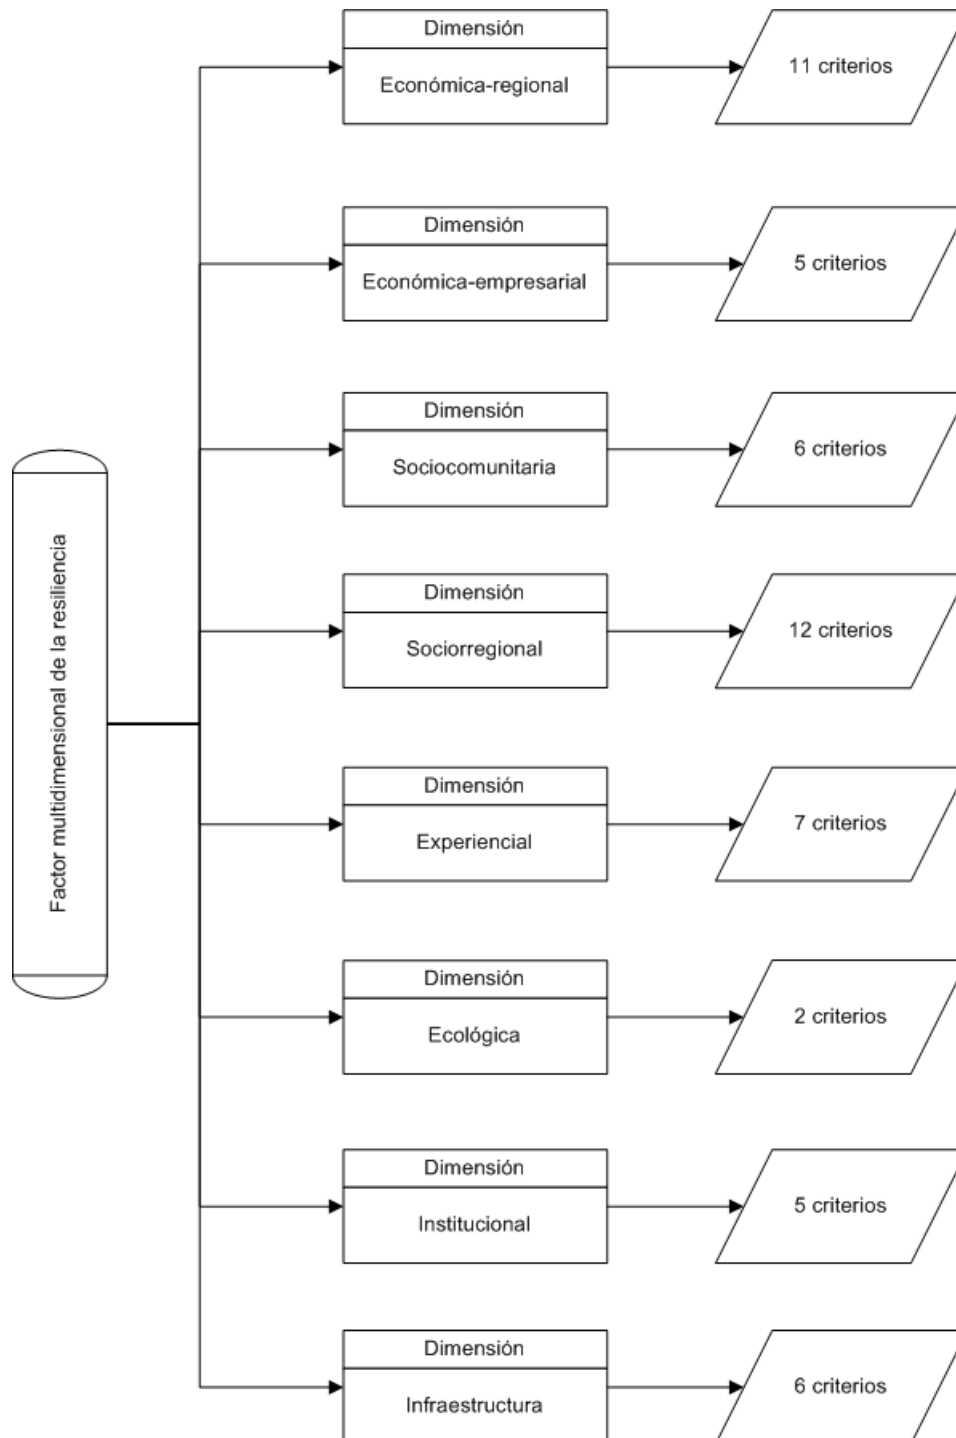 Factor multidimensional de la resiliencia
Dimensión
Económica-regional
11 criterios
Dimensión
Económica-empresarial
5 criterios
Dimensión
Sociocomunitaria
6 criterios
Dimensión
Sociorregional
12 criterios
Dimensión
Experiencial
7 criterios
Dimensión
Ecológica
2 criterios
Dimensión
Institucional
5 criterios
Dimensión
Infraestructura
6 criterios